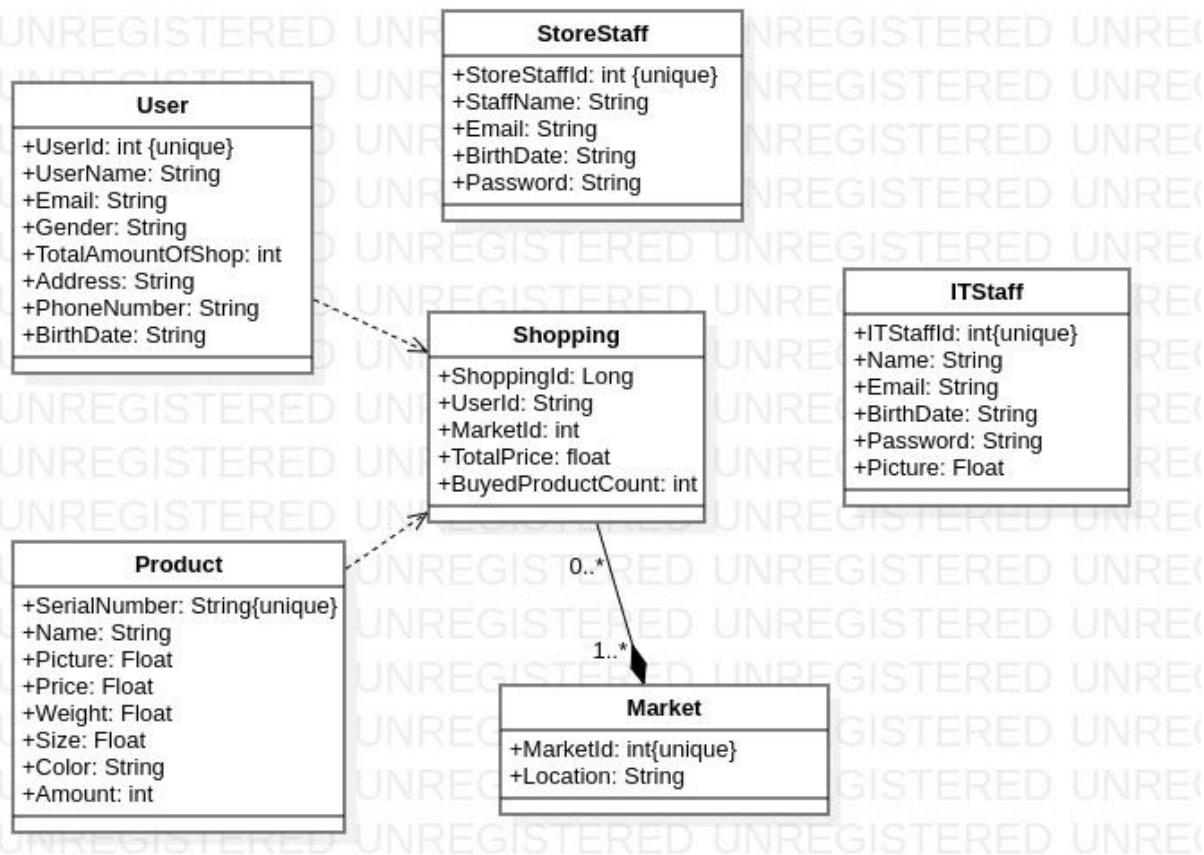 StoreStaff
+StoreStaffId: int {unique}
+StaffName: String
+Email: String
+BirthDate: String
+Password: String
User
+UserId: int {unique}
+UserName: String
+Email: String
+Gender: String
+TotalAmountOfShop: int
+Address: String
+PhoneNumber: String
+BirthDate: String
ITStaff
+ITStaffId: int{unique}
+Name: String
+Email: String
+BirthDate: String
+Password: String
+Picture: Float
Shopping
+ShoppingId: Long
+UserId: String
+MarketId: int
+TotalPrice: float
+BuyedProductCount: int
Product
+SerialNumber: String{unique}
+Name: String
+Picture: Float
+Price: Float
+Weight: Float
+Size: Float
+Color: String
+Amount: int
0..*
1..*
Market
+MarketId: int{unique}
+Location: String
UNREGISTERED